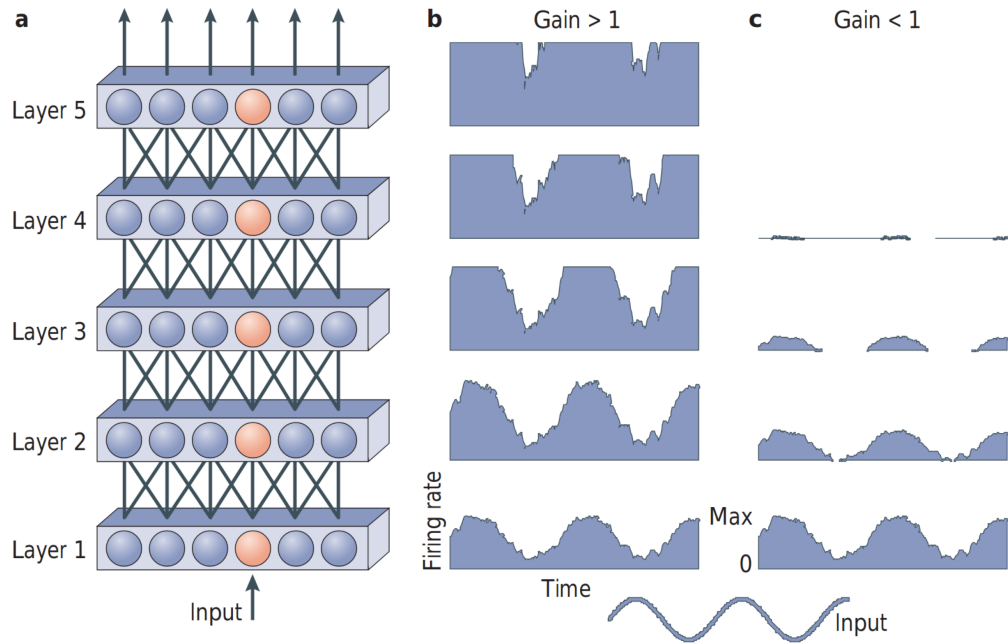 a
Layer 5
Layer 4
Layer 3
Layer 2
Layer 1
Input
b
Gain > 1
Firing rate
Time
c
Gain < 1
Max
0
Input